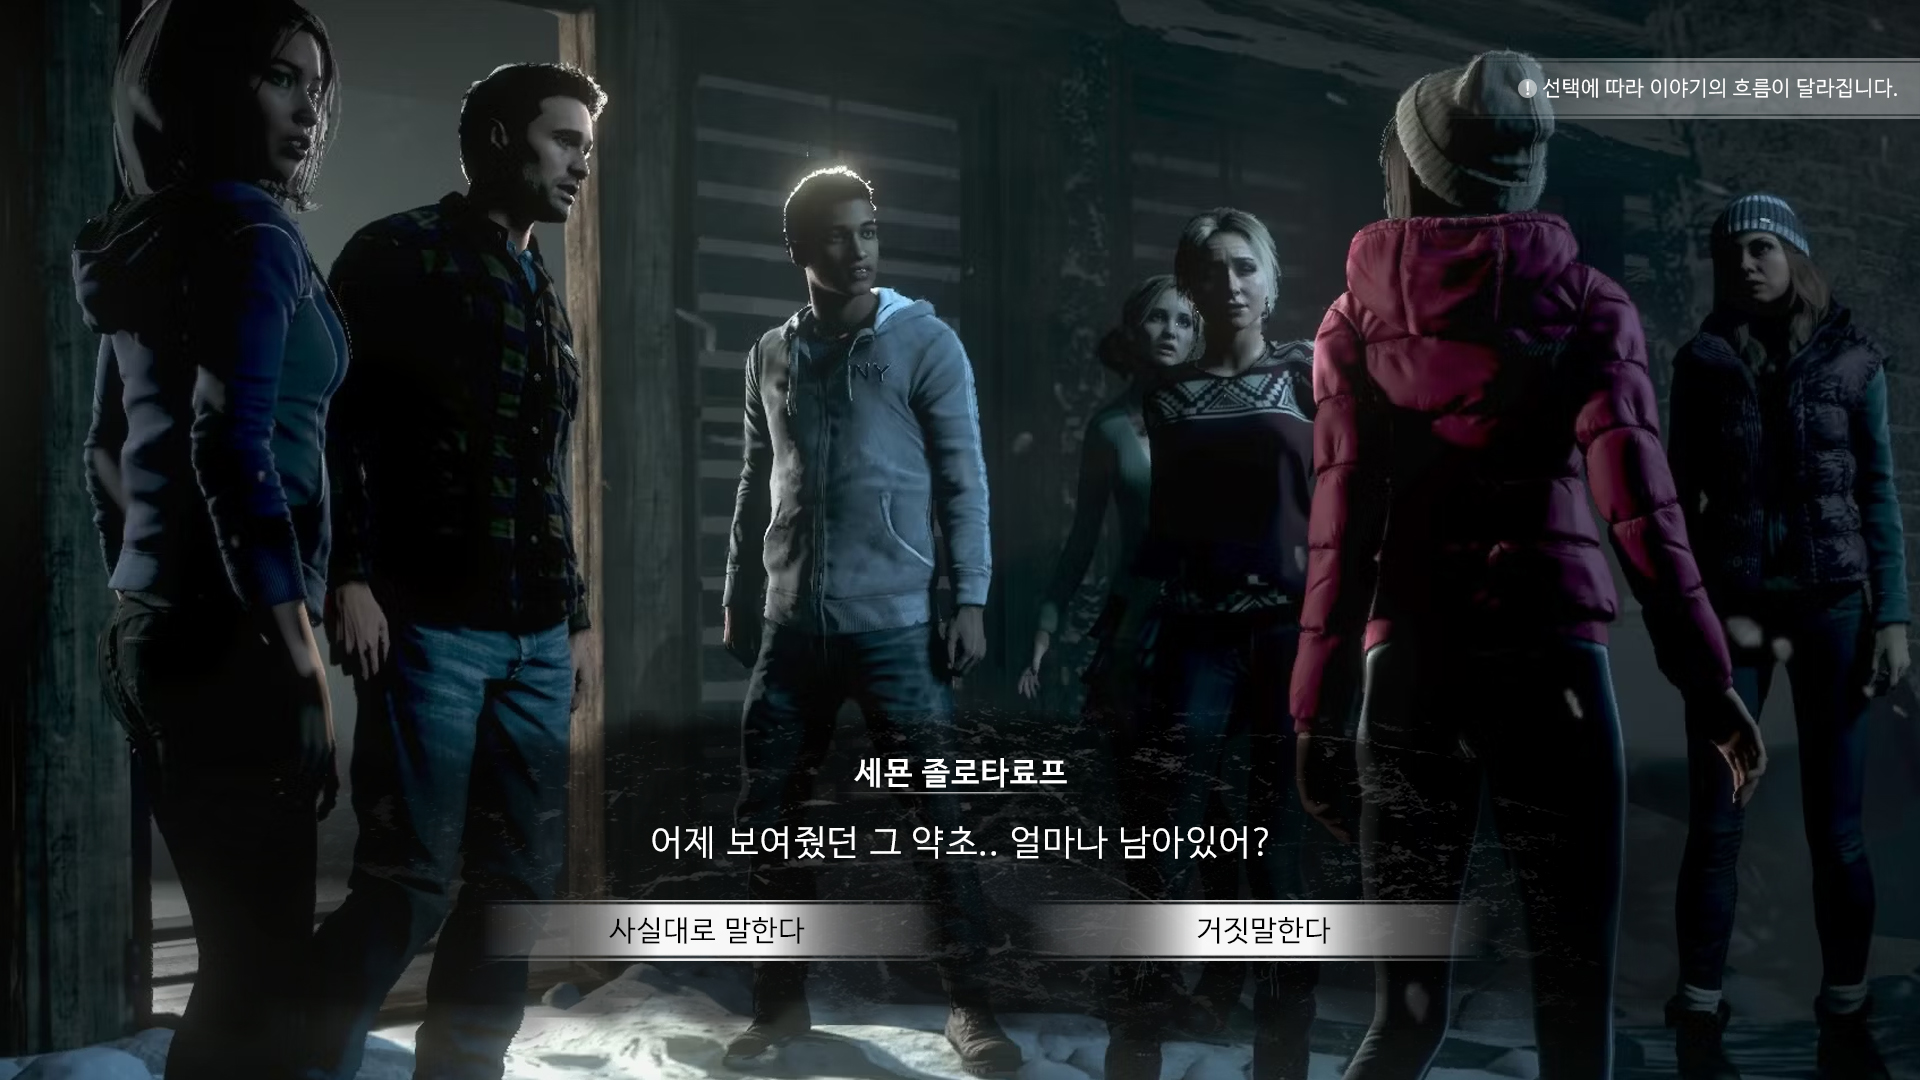 ! 선택에 따라 이야기의 흐름이 달라집니다.
NY
세묜 졸로타료프
어제 보여줬던 그 약초.. 얼마나 남아있어?
사실대로 말한다
거짓말한다